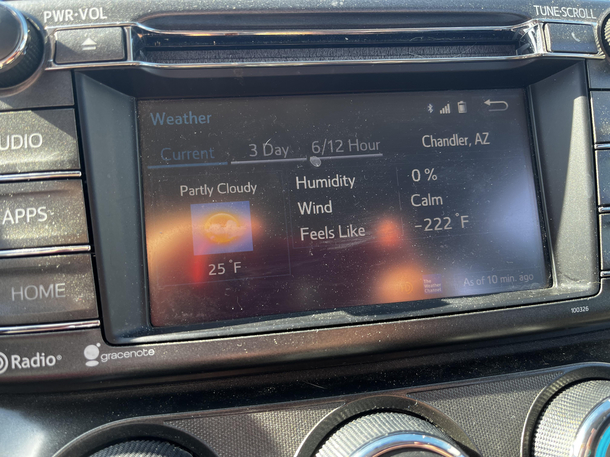 PWR•VOL
TUNE•SCROLL
UDIO
APPS
HOME
Weather
Current 3 Day 6/12 Hour
Chandler, AZ
Partly Cloudy
25°F
Humidity 0 %
Wind Calm
Feels Like -222°F
As of 10 min. ago
100326
Radio®
gracenote